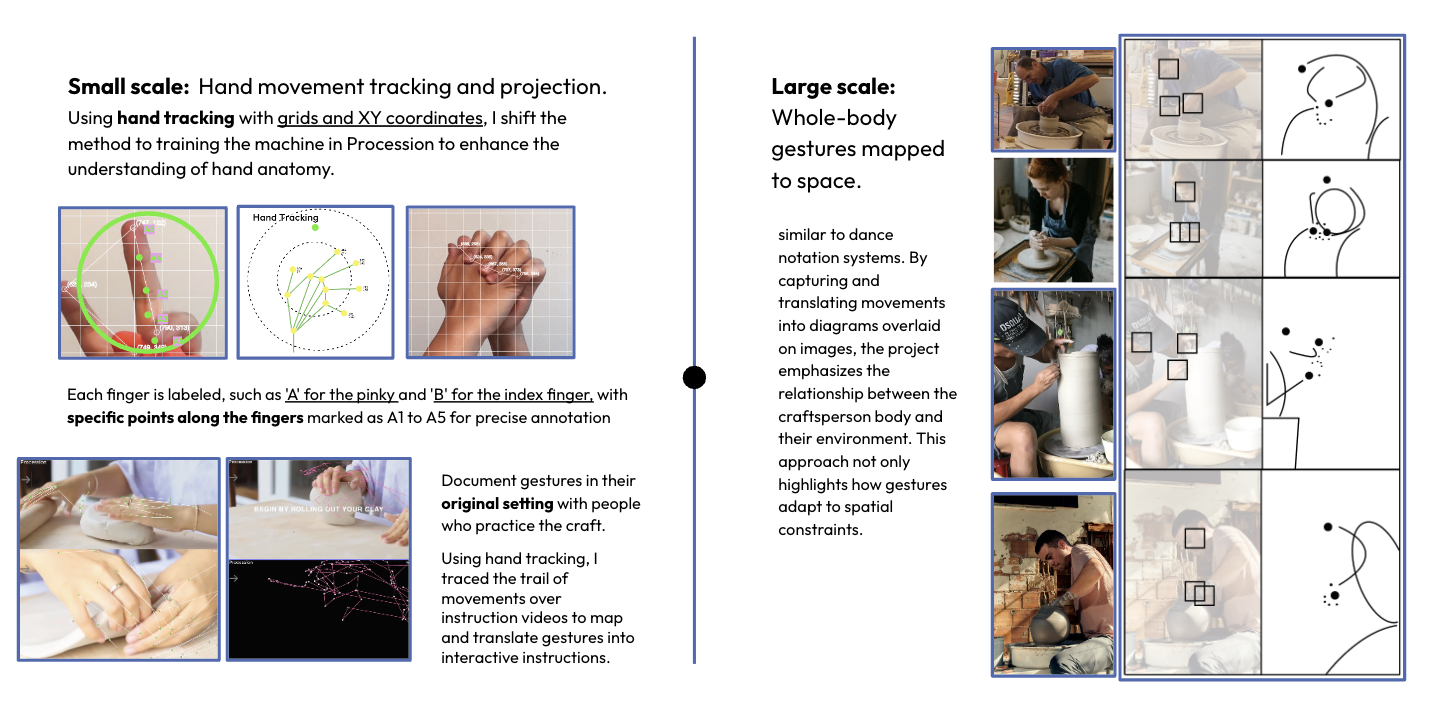 Small scale: Hand movement tracking and projection.
Using hand tracking with grids and XY coordinates, I shift the
method to training the machine in Procession to enhance the
understanding of hand anatomy.
Hand Tracking
Each finger is labeled, such as 'A' for the pinky and 'B' for the index finger, with
specific points along the fingers marked as A1 to A5 for precise annotation
Procession
Procession
BEGIN BY ROLLING OUT YOUR CLAY
Procession
Document gestures in their
original setting with people
who practice the craft.
Using hand tracking, I
traced the trail of
movements over
instruction videos to map
and translate gestures into
interactive instructions.
Large scale:
Whole-body
gestures mapped
to space.
similar to dance
notation systems. By
capturing and
translating movements
into diagrams overlaid
on images, the project
emphasizes the
relationship between the
craftsperson body and
their environment. This
approach not only
highlights how gestures
adapt to spatial
constraints.